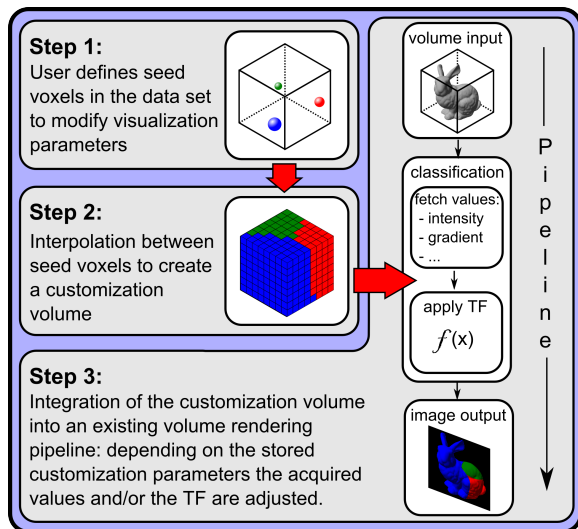 Step 1:
User defines seed
voxels in the data set
to modify visualization
parameters
Step 2:
Interpolation between
seed voxels to create
a customization
volume
Step 3:
Integration of the customization volume
into an existing volume rendering
pipeline: depending on the stored
customization parameters the acquired
values and/or the TF are adjusted.
volume input
classification
fetch values:
- intensity
- gradient
- ...
apply TF
f(x)
image output
Pipeline